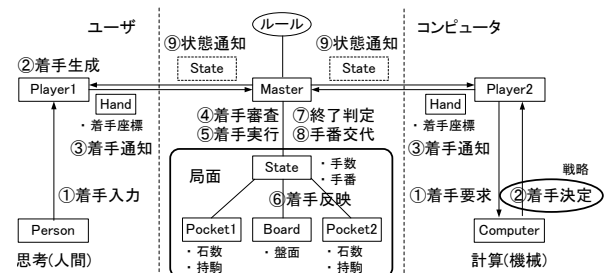 ユーザ
ルール
コンピュータ
⑨状態通知
⑨状態通知
State
State
②着手生成
Player1
Master
Player2
Hand
・着手座標
Hand
・着手座標
④着手審査
⑦終了判定
⑤着手実行
⑧手番交代
③着手通知
③着手通知
局面
State
・手数
・手番
戦略
①着手入力
⑥着手反映
①着手要求
②着手決定
Person
Pocket1
Board
Pocket2
Computer
思考(人間)
・石数
・持駒
・盤面
・石数
・持駒
計算(機械)